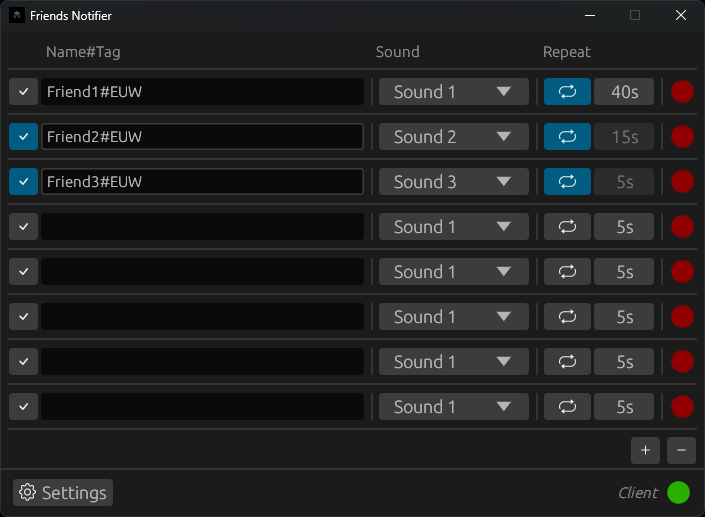 Friends Notifier
Name#Tag Sound Repeat
Friend1#EUW Sound 1 40s
Friend2#EUW Sound 2 15s
Friend3#EUW Sound 3 5s
Sound 1 5s
Sound 1 5s
Sound 1 5s
Sound 1 5s
Sound 1 5s
+ −
Settings Client